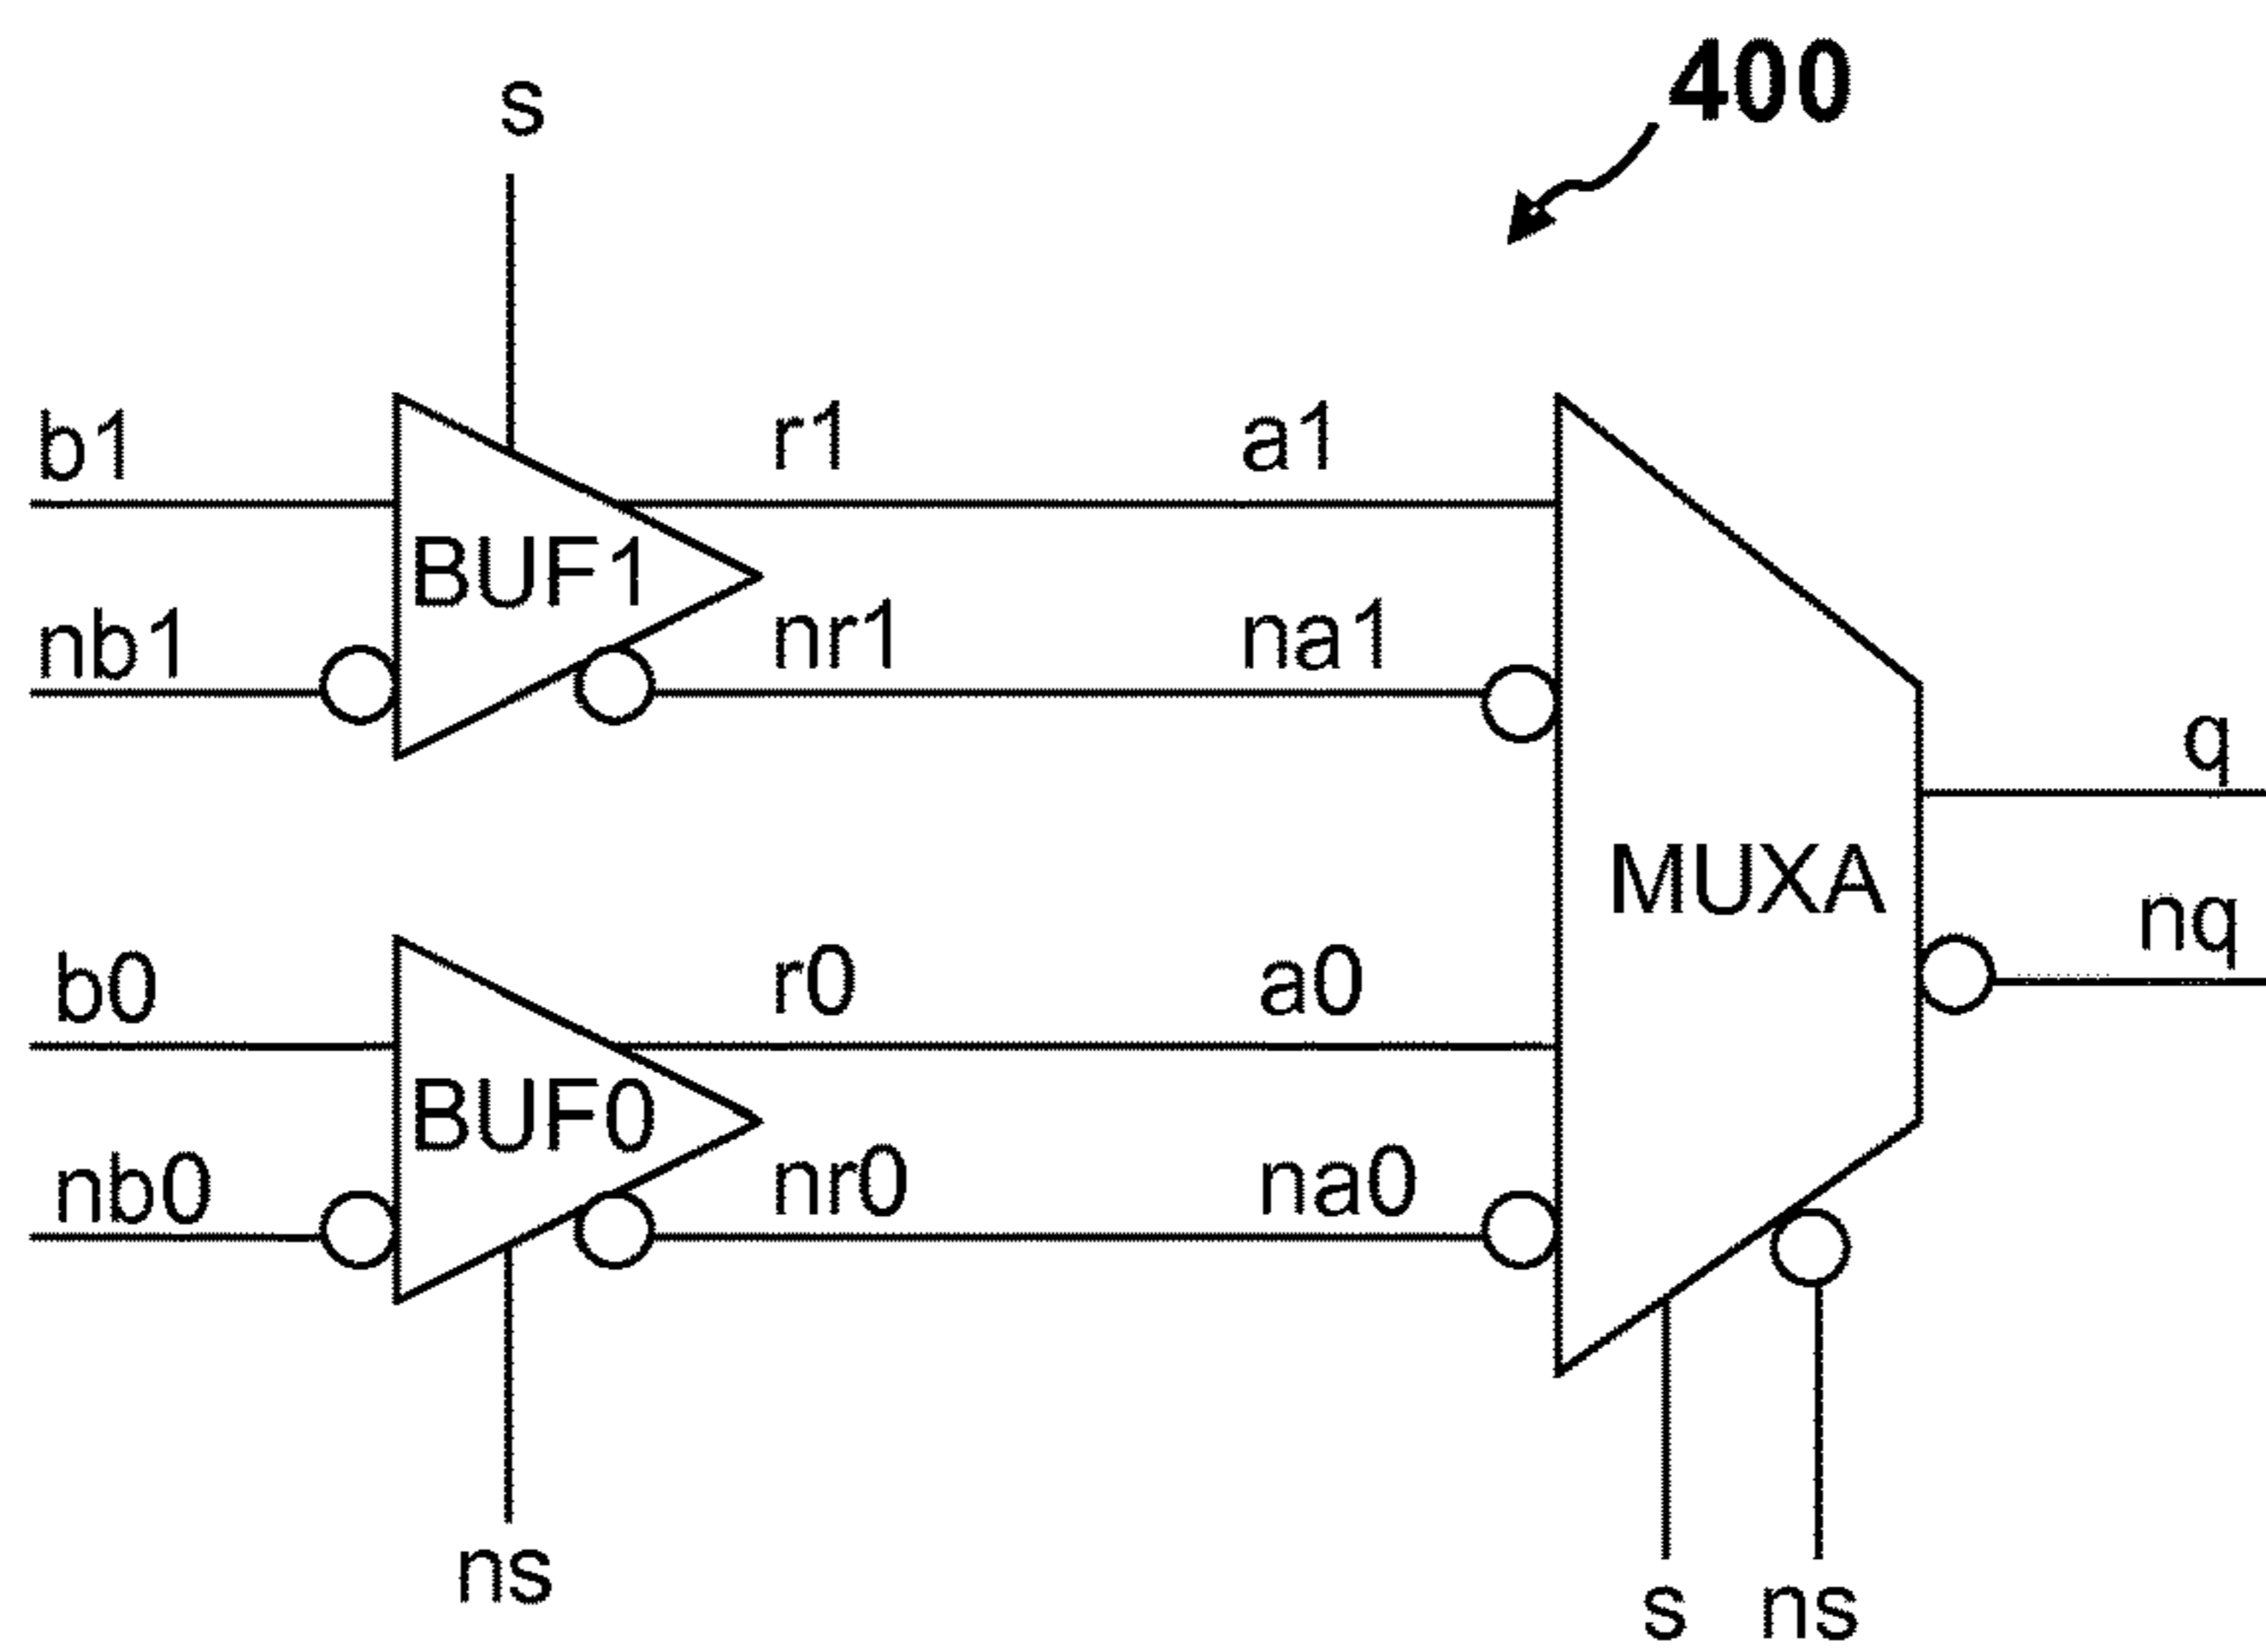 400
s
b1 r1 a1
BUF1
nb1 nr1 na1
q
MUXA
nq
b0 r0 a0
BUF0
nb0 nr0 na0
ns
s ns